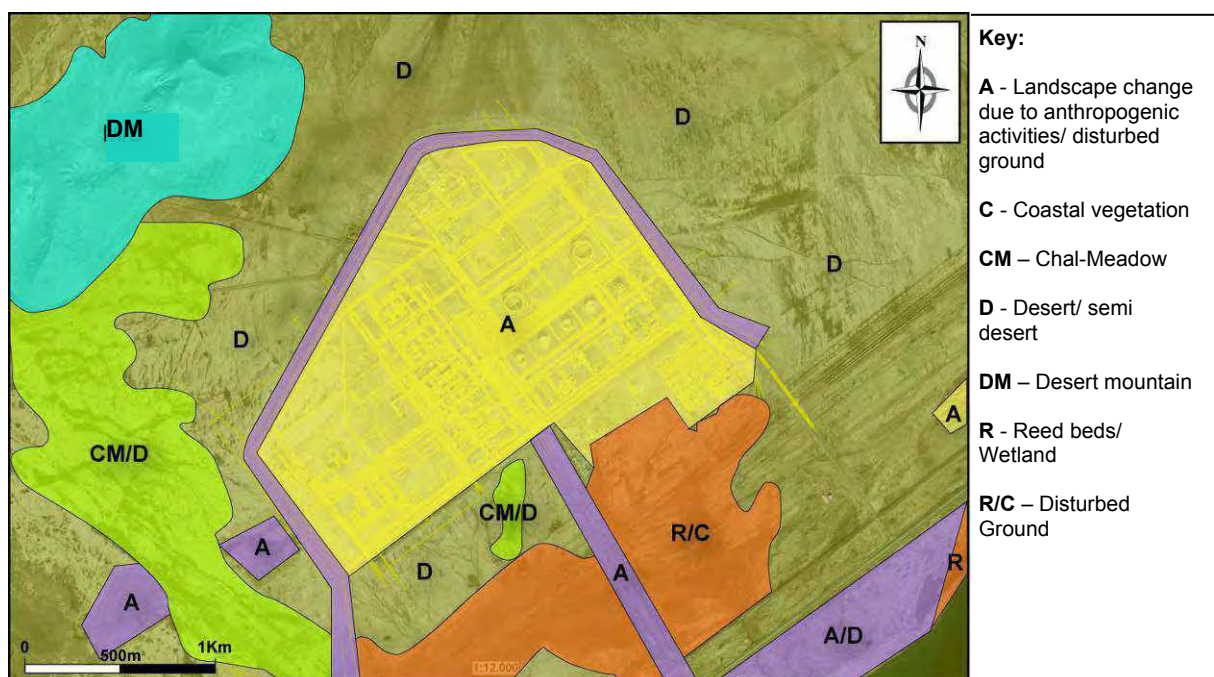 D
N
D
DM
D
A
D
CM/D
A
CM/D
R/C
A
D
A
R
A
A/D
0
500m
1Km
1:12.000
Key:
A - Landscape change
due to anthropogenic
activities/ disturbed
ground
C - Coastal vegetation
CM – Chal-Meadow
D - Desert/ semi
desert
DM – Desert mountain
R - Reed beds/
Wetland
R/C – Disturbed
Ground